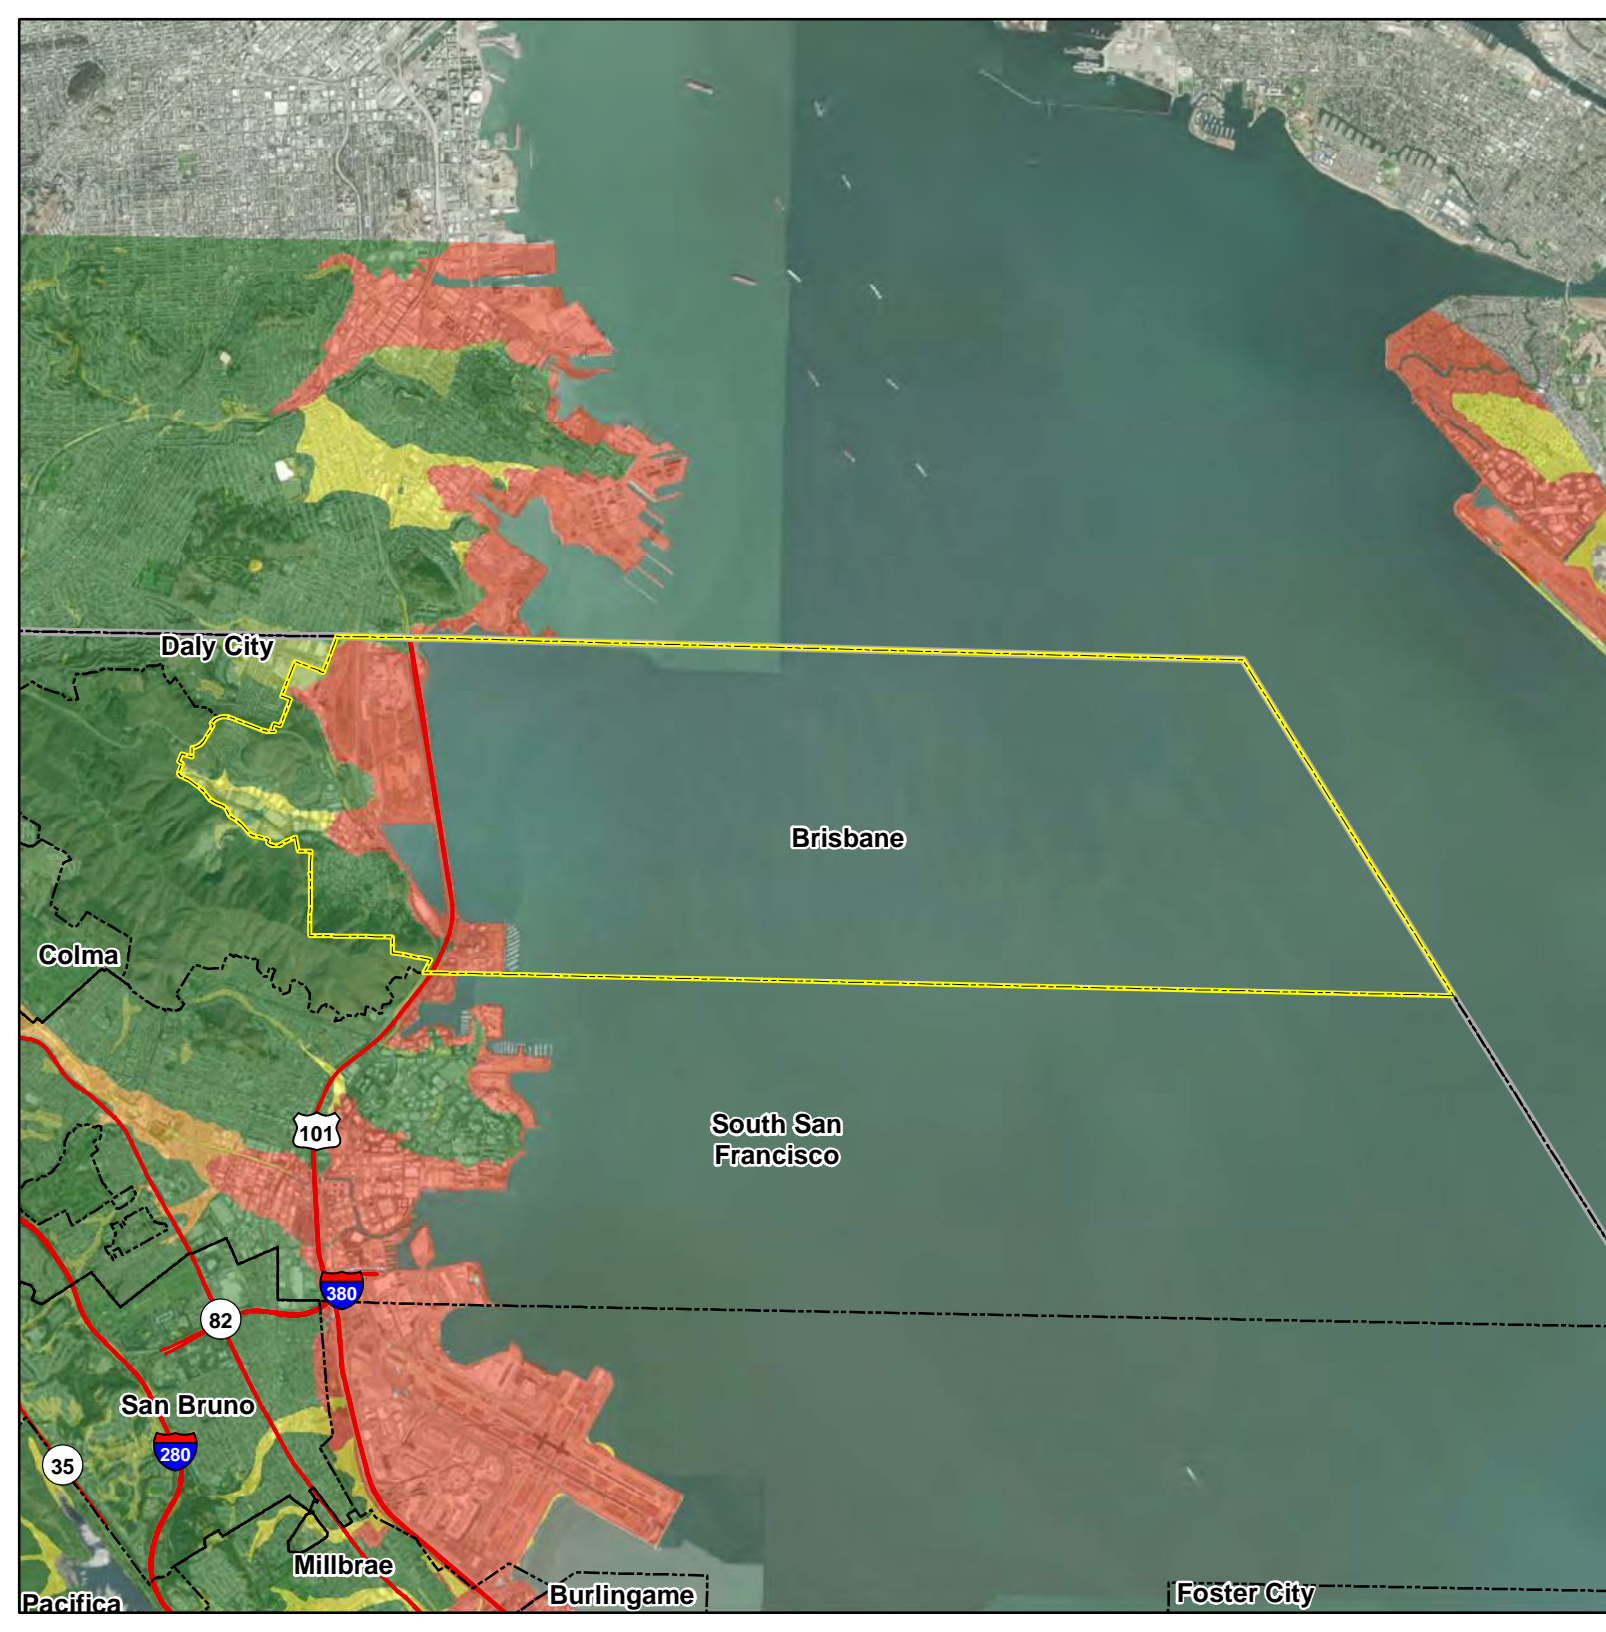 Daly City
Brisbane
Colma
South San
Francisco
101
380
82
San Bruno
280
35
Millbrae
Burlingame
Foster City
Pacifica